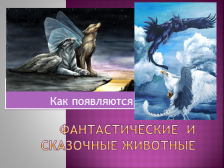 Как появляются
ФАНТАСТИЧЕСКИЕ И
СКАЗОЧНЫЕ ЖИВОТНЫЕ